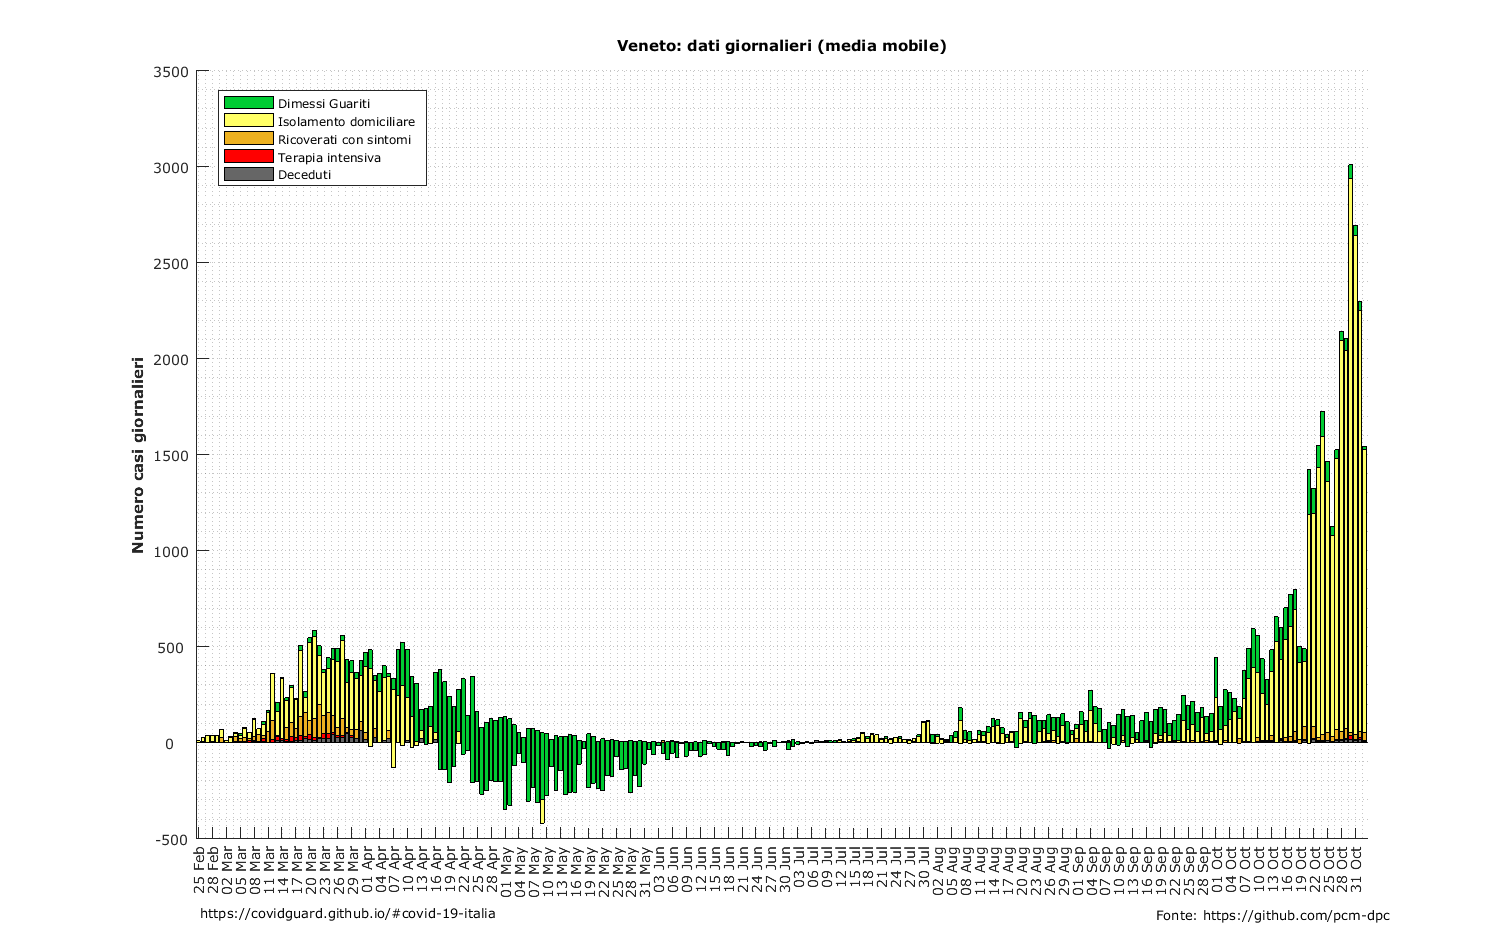 Veneto: dati giornalieri (media mobile)
3500
3000
2500
2000
1500
1000
500
0
-500
Numero casi giornalieri
Dimessi Guariti
Isolamento domiciliare
Ricoverati con sintomi
Terapia intensiva
Deceduti
25 Feb
28 Feb
02 Mar
05 Mar
08 Mar
11 Mar
14 Mar
17 Mar
20 Mar
23 Mar
26 Mar
29 Mar
01 Apr
04 Apr
07 Apr
10 Apr
13 Apr
16 Apr
19 Apr
22 Apr
25 Apr
28 Apr
01 May
04 May
07 May
10 May
13 May
16 May
19 May
22 May
25 May
28 May
31 May
03 Jun
06 Jun
09 Jun
12 Jun
15 Jun
18 Jun
21 Jun
24 Jun
27 Jun
30 Jun
03 Jul
06 Jul
09 Jul
12 Jul
15 Jul
18 Jul
21 Jul
24 Jul
27 Jul
30 Jul
02 Aug
05 Aug
08 Aug
11 Aug
14 Aug
17 Aug
20 Aug
23 Aug
26 Aug
29 Aug
01 Sep
04 Sep
07 Sep
10 Sep
13 Sep
16 Sep
19 Sep
22 Sep
25 Sep
28 Sep
01 Oct
04 Oct
07 Oct
10 Oct
13 Oct
16 Oct
19 Oct
22 Oct
25 Oct
28 Oct
31 Oct
https://covidguard.github.io/#covid-19-italia
Fonte: https://github.com/pcm-dpc